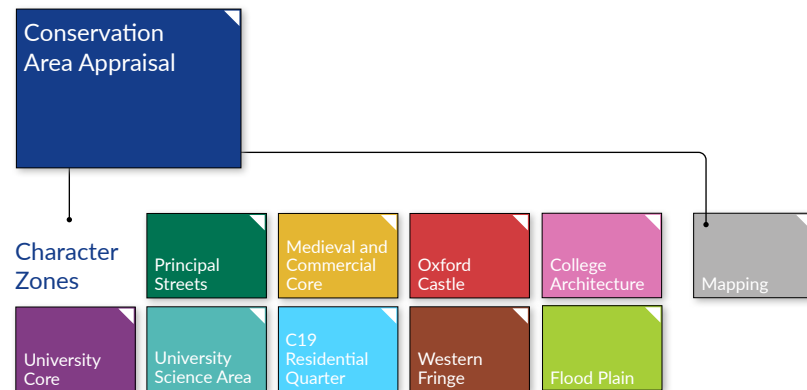 Conservation
Area Appraisal
Character
Zones
Principal
Streets
Medieval and
Commercial
Core
Oxford
Castle
College
Architecture
Mapping
University
Core
University
Science Area
C19
Residential
Quarter
Western
Fringe
Flood Plain